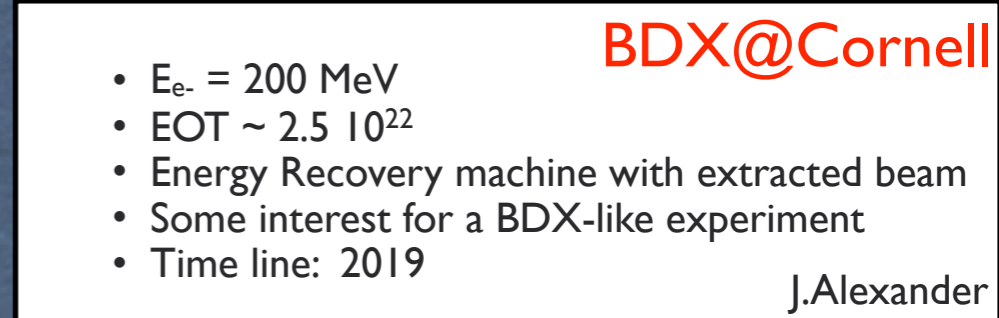 BDX@Cornell
• Eₑ₋ = 200 MeV
• EOT ~ 2.5 10²²
• Energy Recovery machine with extracted beam
• Some interest for a BDX-like experiment
• Time line: 2019
J.Alexander